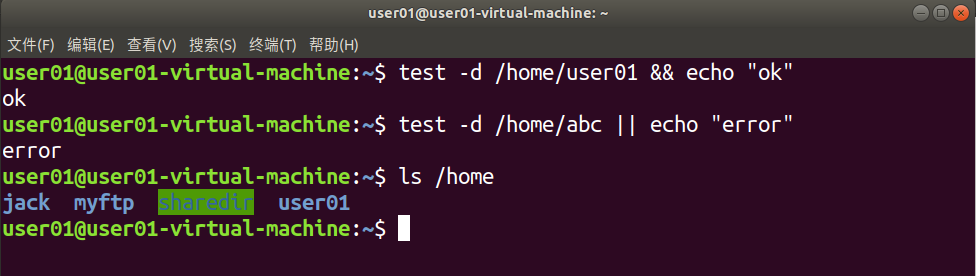 user01@user01-virtual-machine: ~
文件(F) 编辑(E) 查看(V) 搜索(S) 终端(T) 帮助(H)
user01@user01-virtual-machine:~$ test -d /home/user01 && echo "ok"
ok
user01@user01-virtual-machine:~$ test -d /home/abc || echo "error"
error
user01@user01-virtual-machine:~$ ls /home
jack myftp sharedir user01
user01@user01-virtual-machine:~$